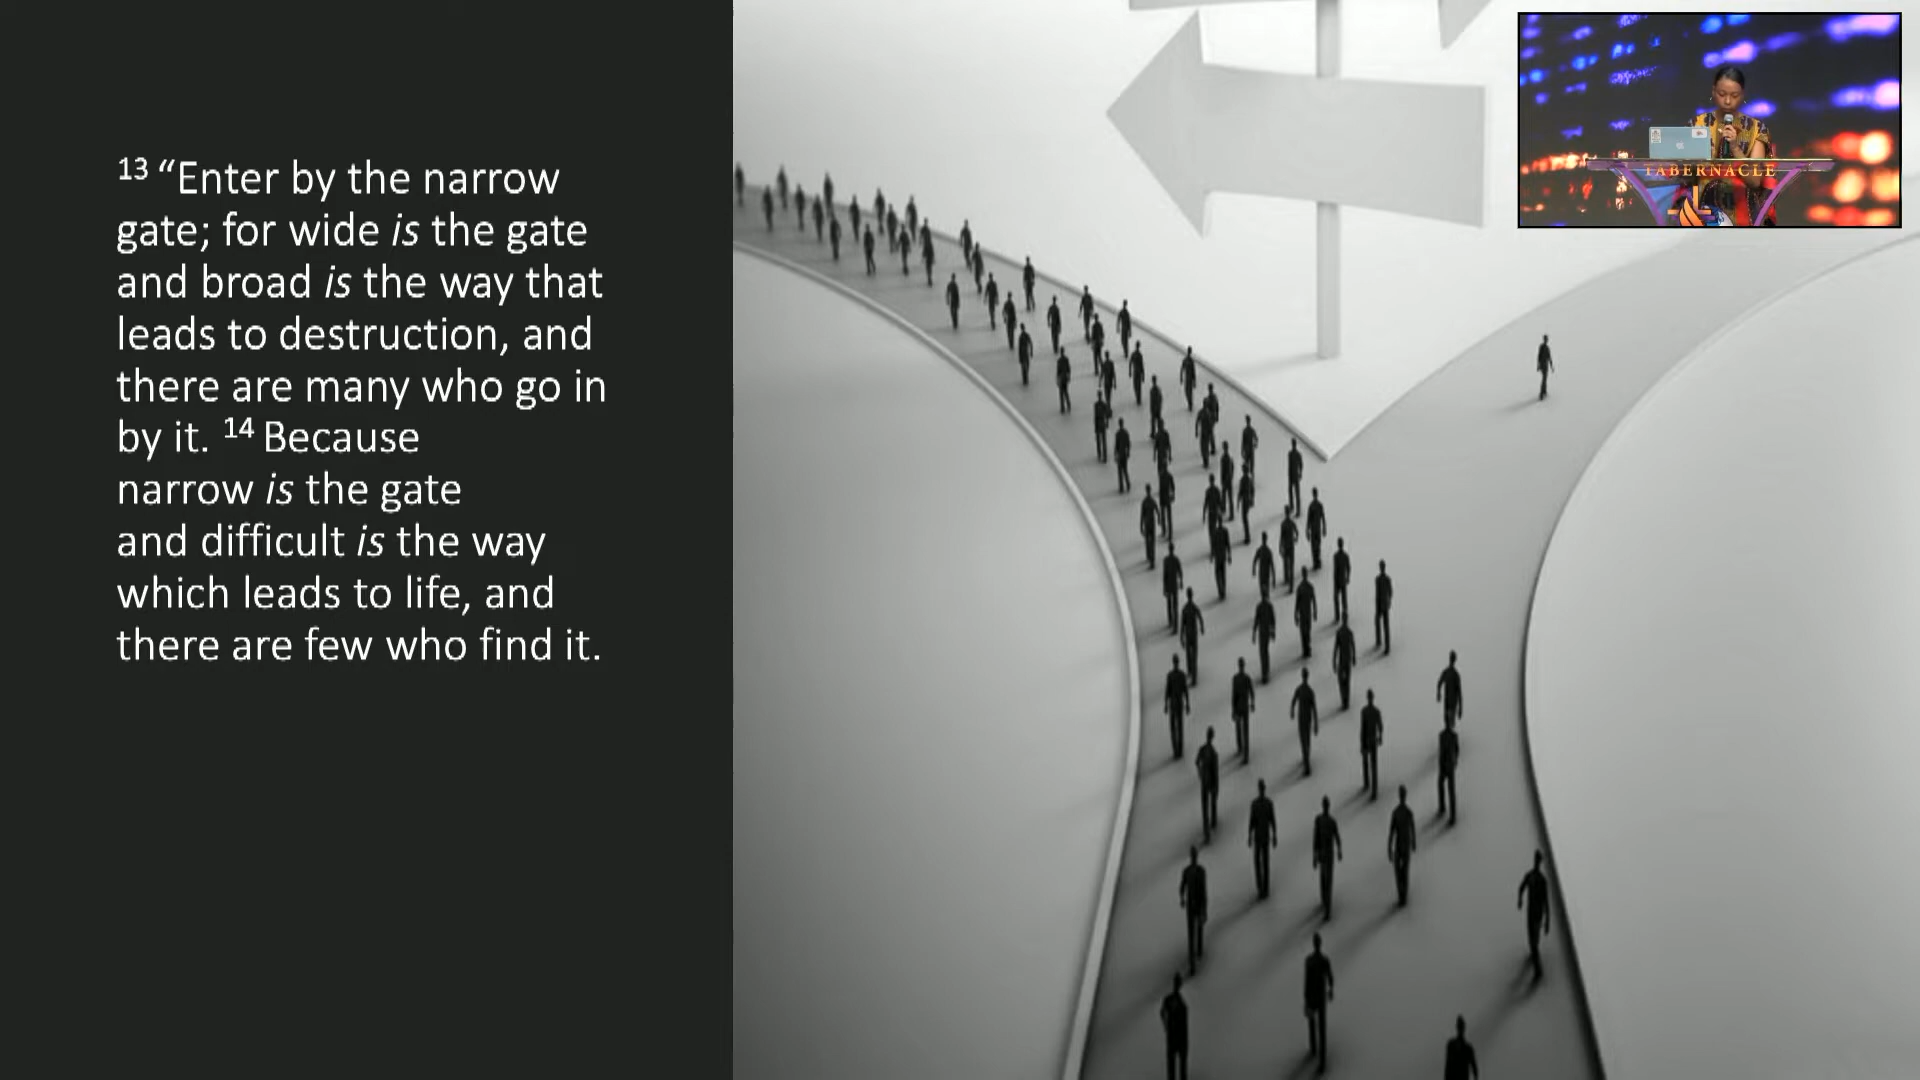 13 “Enter by the narrow
gate; for wide is the gate
and broad is the way that
leads to destruction, and
there are many who go in
by it. 14 Because
narrow is the gate
and difficult is the way
which leads to life, and
there are few who find it.
TABERNACLE